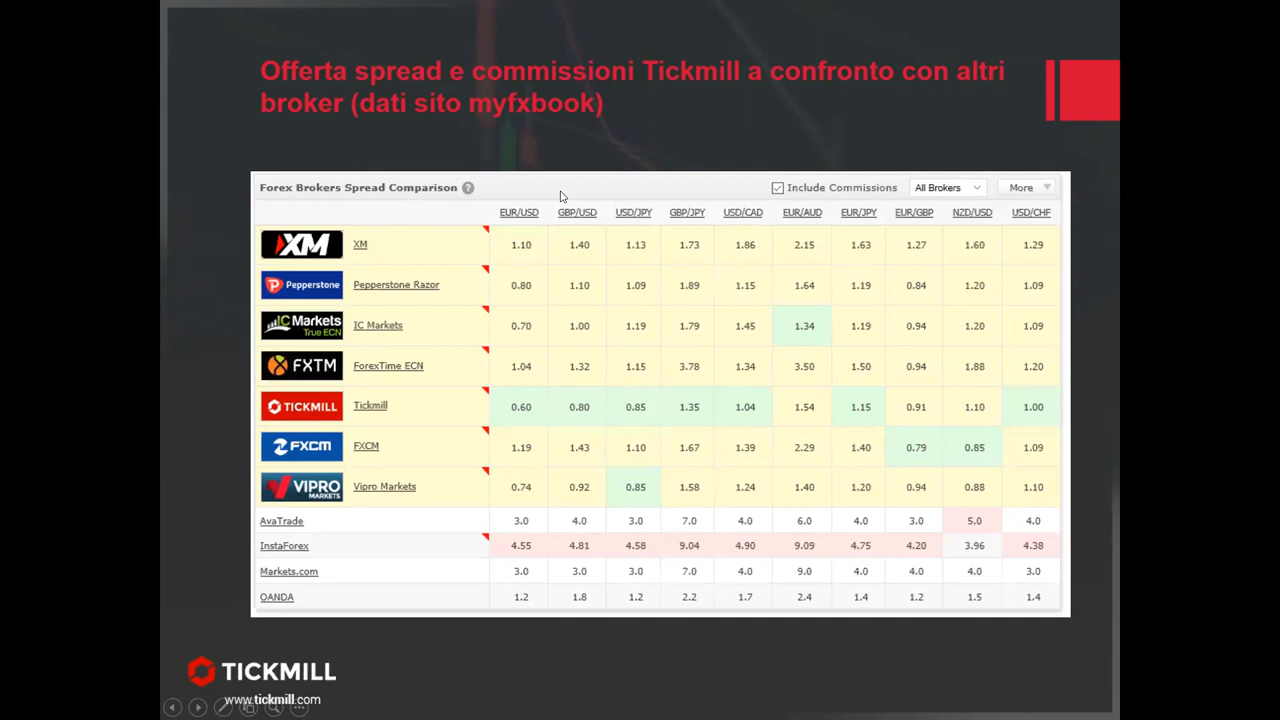 Offerta spread e commissioni Tickmill a confronto con altri
broker (dati sito myfxbook)
Forex Brokers Spread Comparison ? Include Commissions All Brokers More
EUR/USD GBP/USD USD/JPY GBP/JPY USD/CAD EUR/AUD EUR/JPY EUR/GBP NZD/USD USD/CHF
XM XM 1.10 1.40 1.13 1.73 1.86 2.15 1.63 1.27 1.60 1.29
Pepperstone Pepperstone Razor 0.80 1.10 1.09 1.89 1.15 1.64 1.19 0.84 1.20 1.09
IC Markets True ECN IC Markets 0.70 1.00 1.19 1.79 1.45 1.34 1.19 0.94 1.20 1.09
FXTM ForexTime ECN 1.04 1.32 1.15 3.78 1.34 3.50 1.50 0.94 1.88 1.20
TICKMILL Tickmill 0.60 0.80 0.85 1.35 1.04 1.54 1.15 0.91 1.10 1.00
FXCM FXCM 1.19 1.43 1.10 1.67 1.39 2.29 1.40 0.79 0.85 1.09
VIPRO MARKETS Vipro Markets 0.74 0.92 0.85 1.58 1.24 1.40 1.20 0.94 0.88 1.10
AvaTrade 3.0 4.0 3.0 7.0 4.0 6.0 4.0 3.0 5.0 4.0
InstaForex 4.55 4.81 4.58 9.04 4.90 9.09 4.75 4.20 3.96 4.38
Markets.com 3.0 3.0 3.0 7.0 4.0 9.0 4.0 4.0 4.0 3.0
OANDA 1.2 1.8 1.2 2.2 1.7 2.4 1.4 1.2 1.5 1.4
TICKMILL
www.tickmill.com